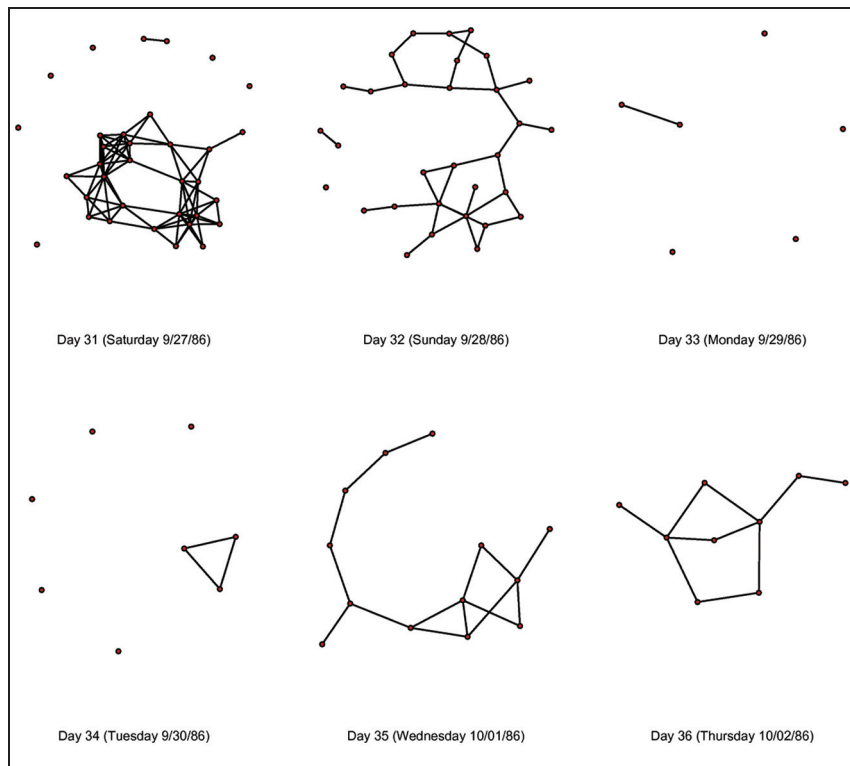 Day 31 (Saturday 9/27/86)
Day 32 (Sunday 9/28/86)
Day 33 (Monday 9/29/86)
Day 34 (Tuesday 9/30/86)
Day 35 (Wednesday 10/01/86)
Day 36 (Thursday 10/02/86)